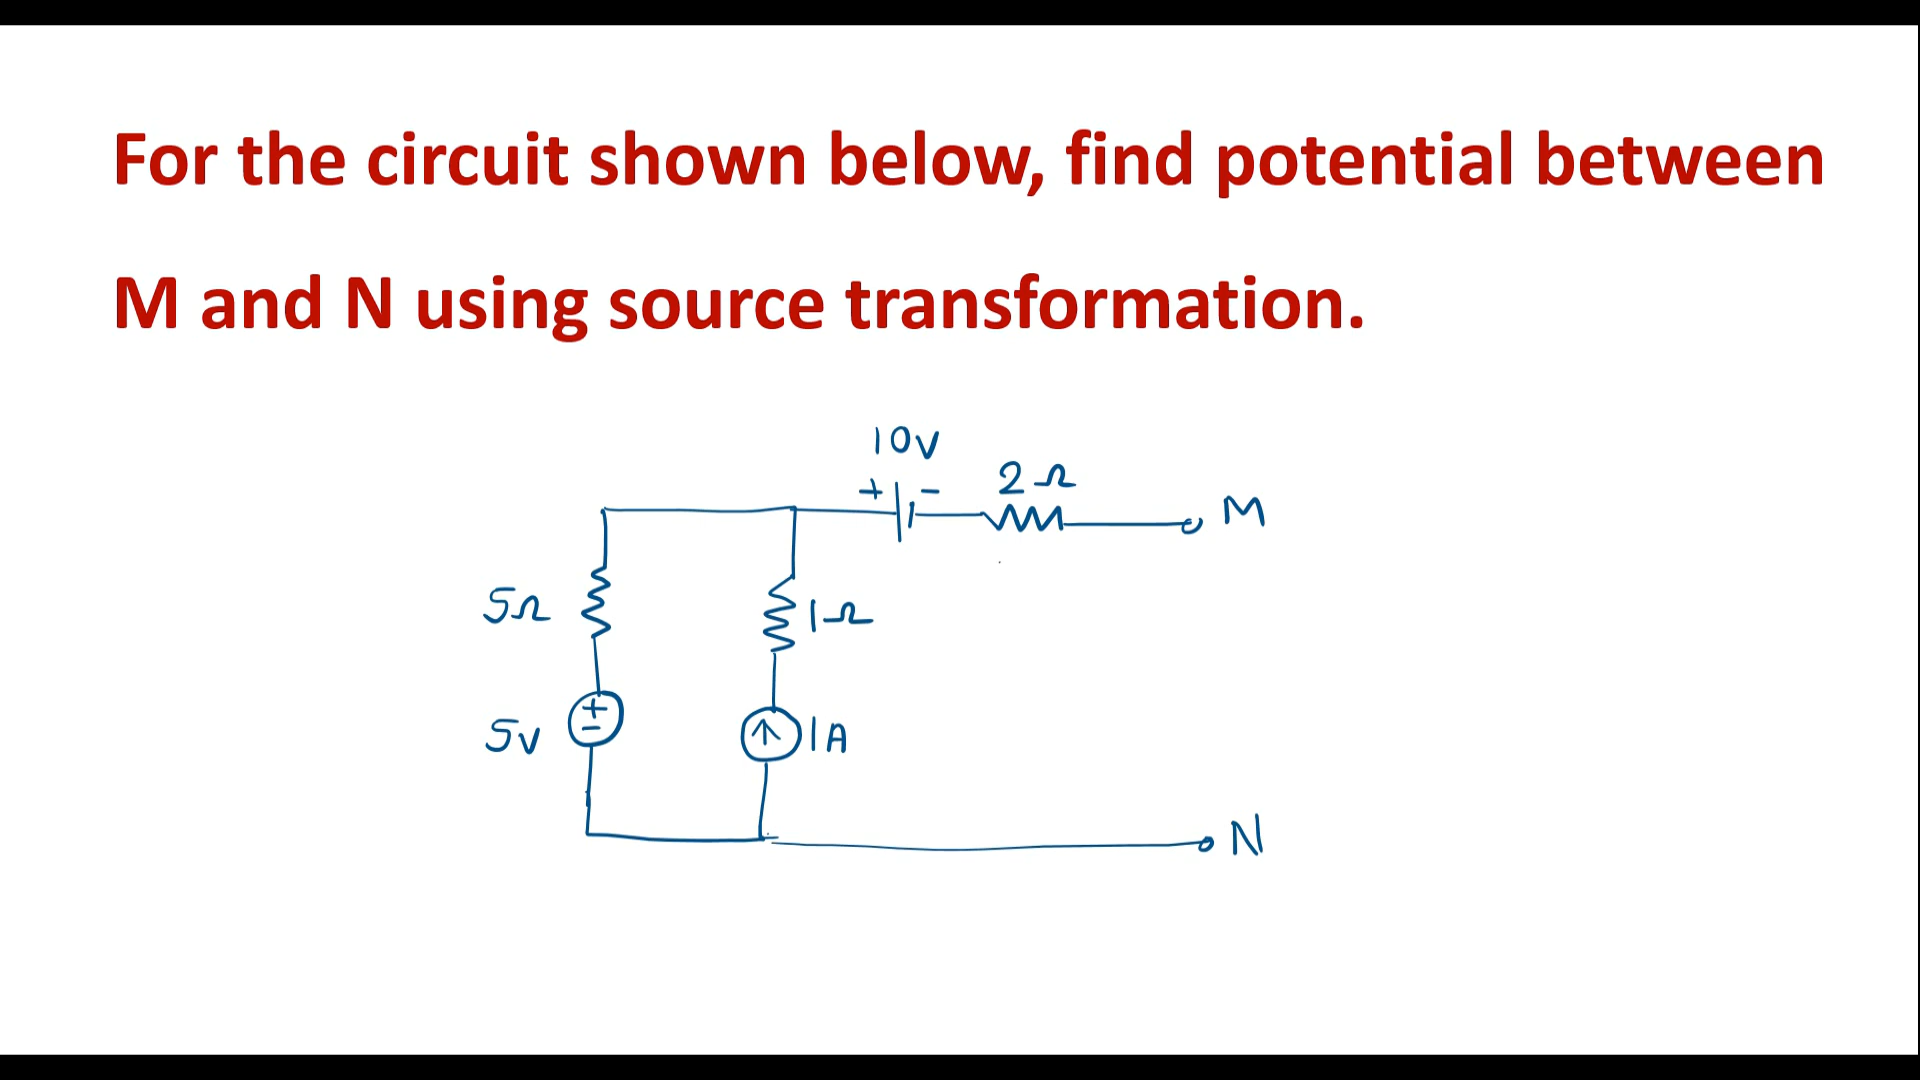 For the circuit shown below, find potential between
M and N using source transformation.
10V
+ -
2Ω
M
5Ω
1Ω
5V
+
-
↑
1A
N